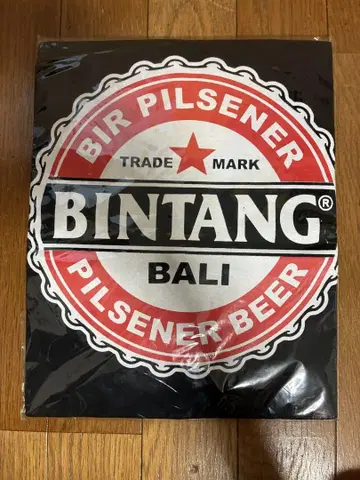 BIR PILSENER
TRADE MARK
BINTANG®
BALI
PILSENER BEER